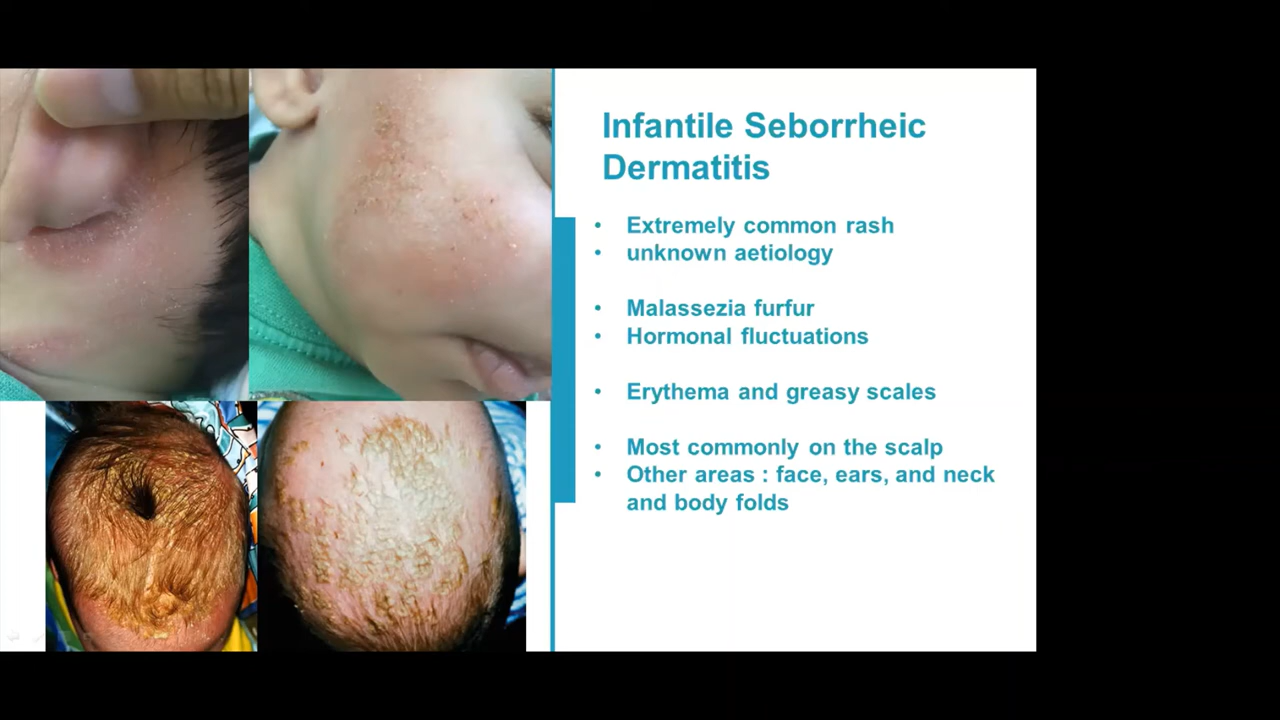 Infantile Seborrheic
Dermatitis
• Extremely common rash
• unknown aetiology
• Malassezia furfur
• Hormonal fluctuations
• Erythema and greasy scales
• Most commonly on the scalp
• Other areas : face, ears, and neck
and body folds